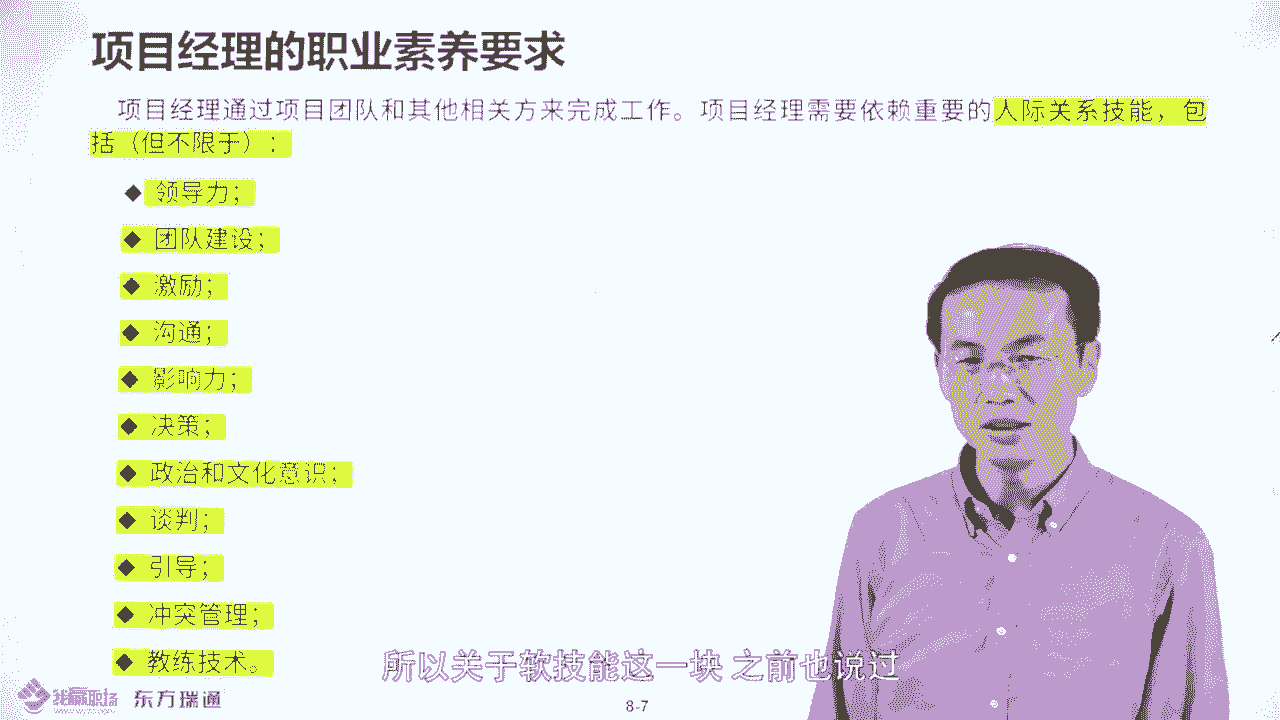 项目经理的职业素养要求
项目经理通过项目团队和其他相关方来完成工作。项目经理需要依赖重要的人际关系技能，包
括（但不限于）：
◆ 领导力；
◆ 团队建设；
◆ 激励；
◆ 沟通；
◆ 影响力；
◆ 决策；
◆ 政治和文化意识；
◆ 谈判；
◆ 引导；
◆ 冲突管理；
◆ 教练技术。
所以关于软技能这一块 之前也说过
我赢职场 东方瑞通
8-7